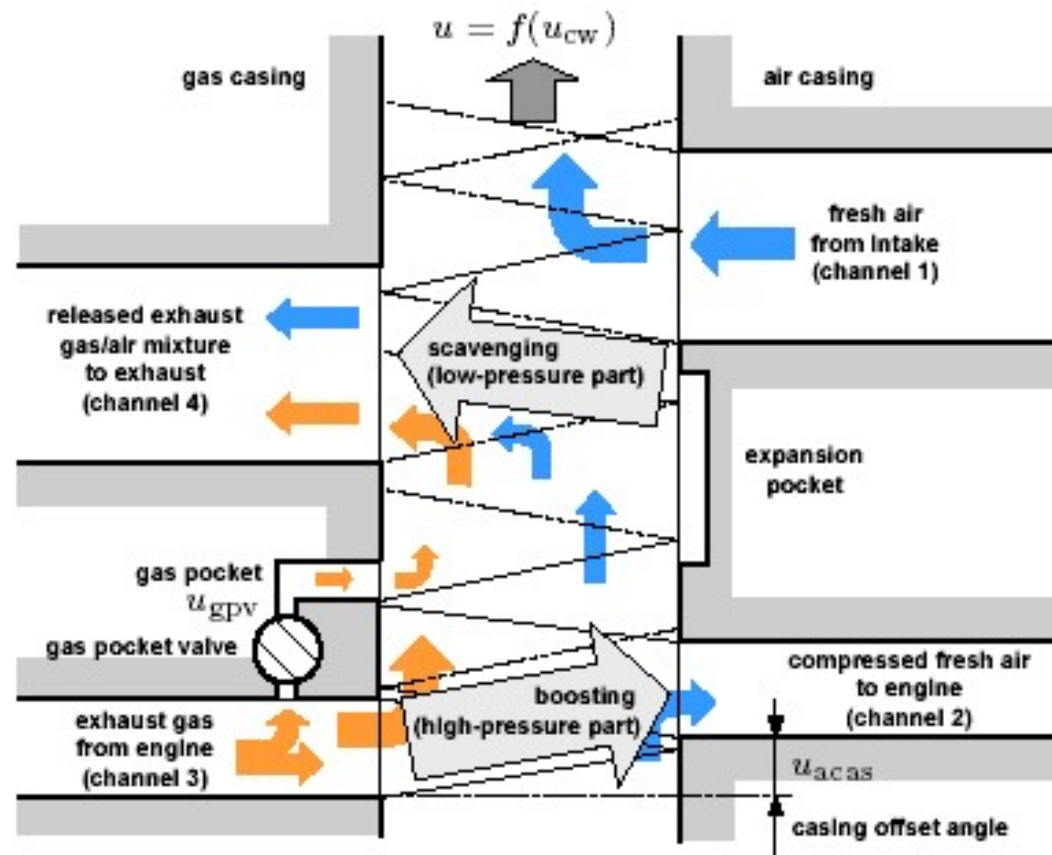 u = f(u_cw)
gas casing
air casing
fresh air
from intake
(channel 1)
released exhaust
gas/air mixture
to exhaust
(channel 4)
scavenging
(low-pressure part)
expansion
pocket
gas pocket
u_gpv
gas pocket valve
exhaust gas
from engine
(channel 3)
boosting
(high-pressure part)
compressed fresh air
to engine
(channel 2)
u_acas
casing offset angle